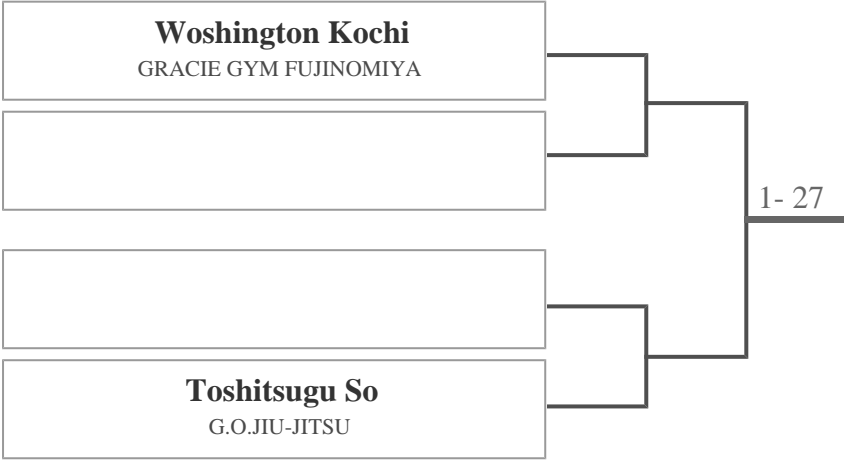 Woshington Kochi
GRACIE GYM FUJINOMIYA
1- 27
Toshitsugu So
G.O.JIU-JITSU